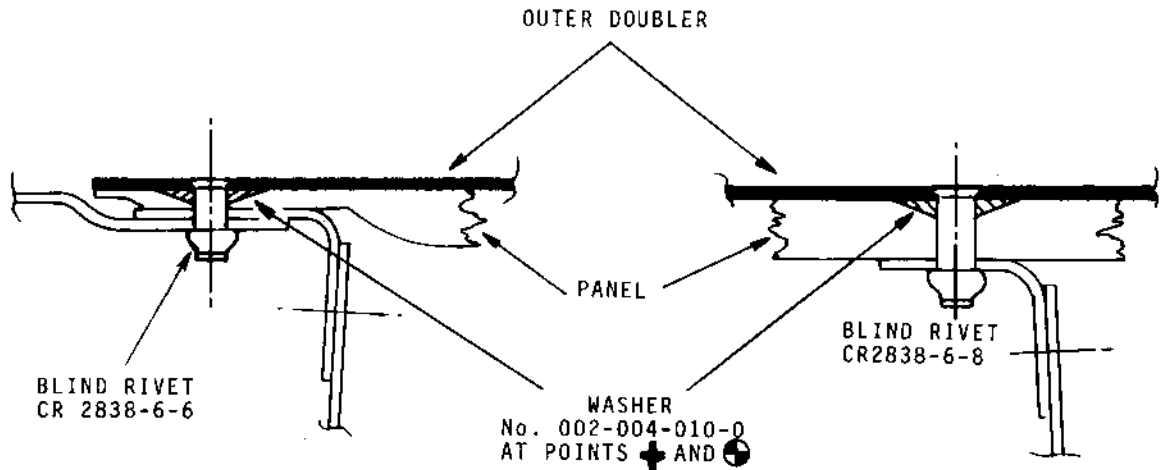 OUTER DOUBLER
PANEL
BLIND RIVET
CR 2838-6-6
BLIND RIVET
CR2838-6-8
WASHER
No. 002-004-010-0
AT POINTS AND